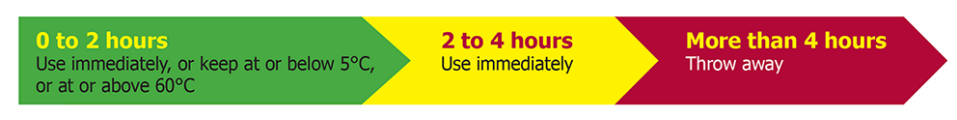 0 to 2 hours
Use immediately, or keep at or below 5°C,
or at or above 60°C
2 to 4 hours
Use immediately
More than 4 hours
Throw away